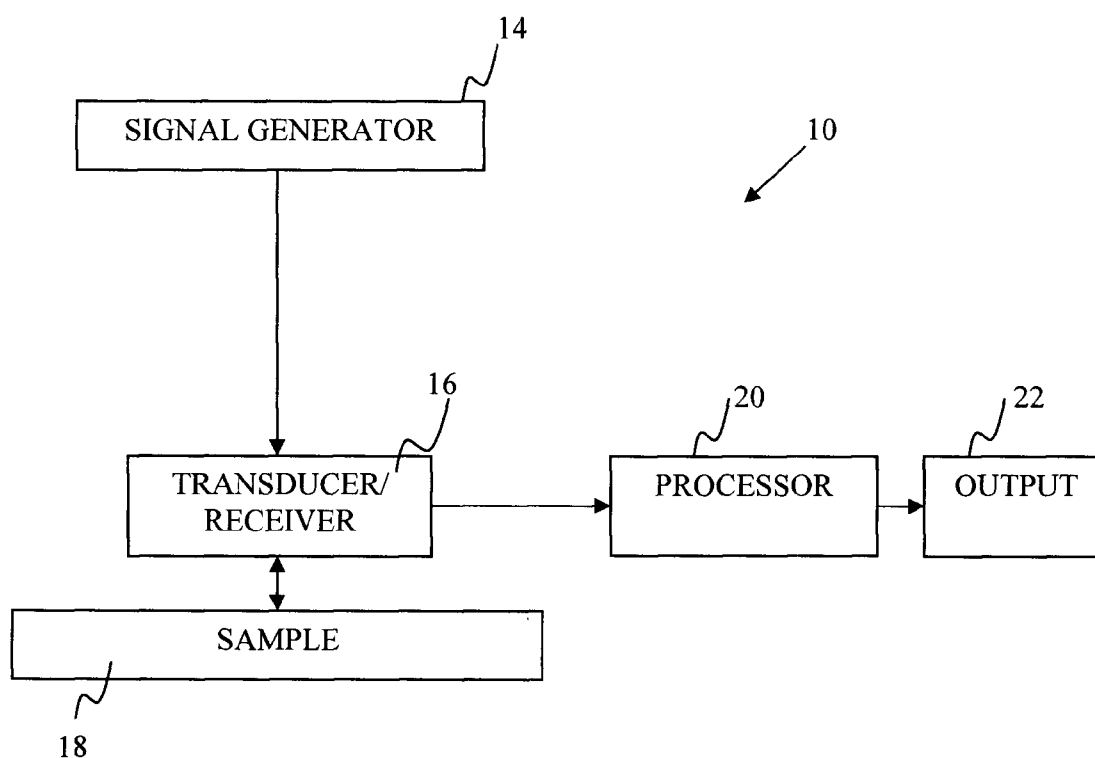 14
SIGNAL GENERATOR
10
16
20
22
TRANSDUCER/
RECEIVER
PROCESSOR
OUTPUT
SAMPLE
18